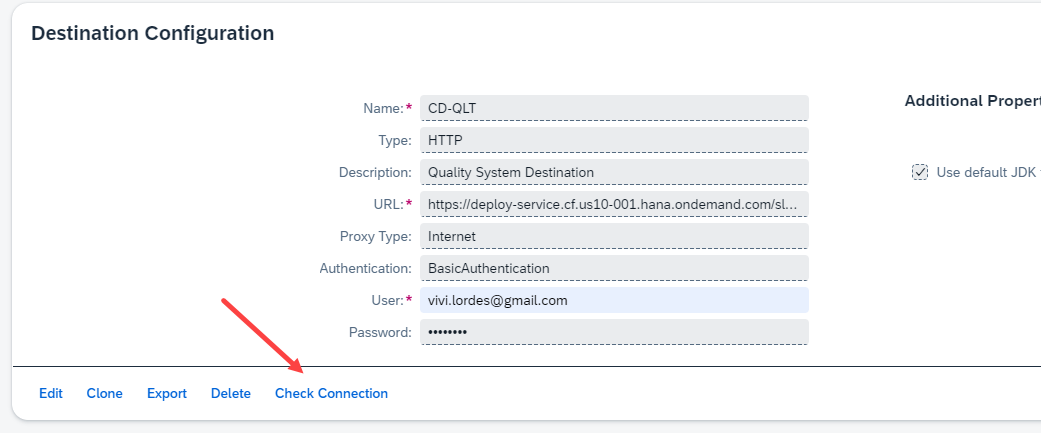 Destination Configuration
Additional Propert
Name:* CD-QLT
Type: HTTP
Description: Quality System Destination
Use default JDK
URL:* https://deploy-service.cf.us10-001.hana.ondemand.com/sl...
Proxy Type: Internet
Authentication: BasicAuthentication
User:* vivi.lordes@gmail.com
Password: ••••••••
Edit Clone Export Delete Check Connection